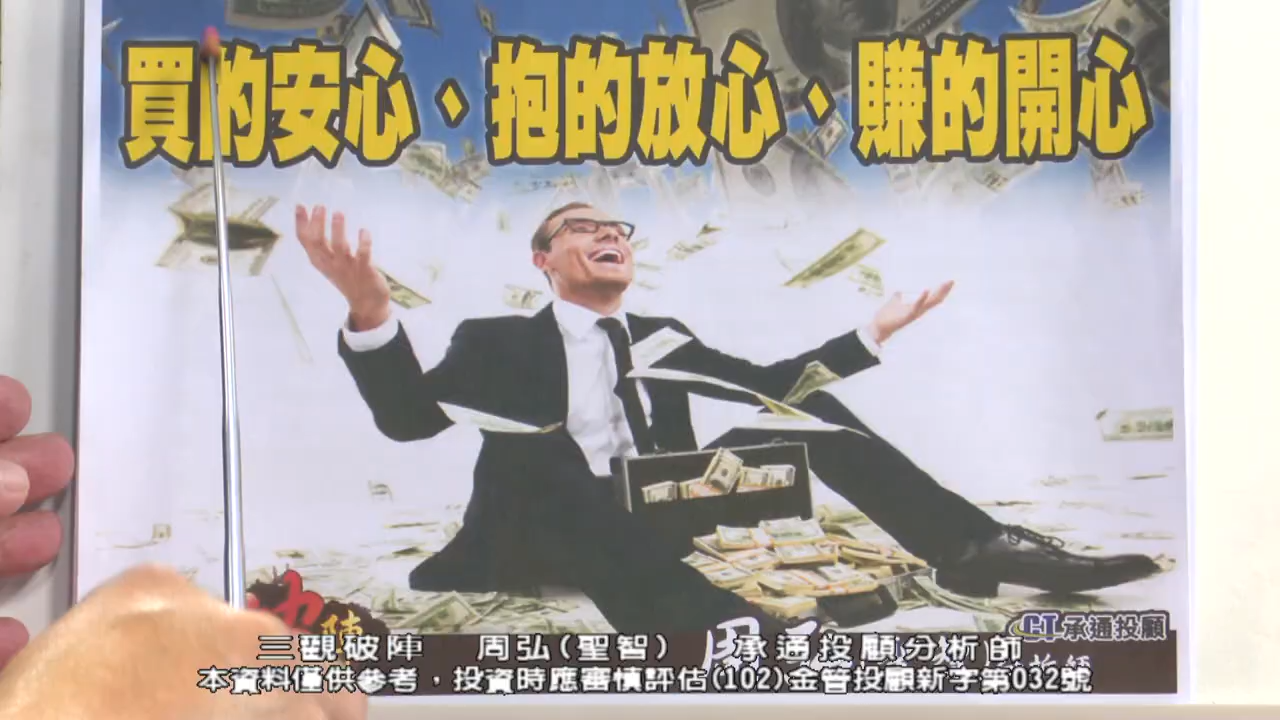 買的安心、抱的放心、賺的開心
CT承通投顧
三觀破陣 周弘(聖智) 承通投顧分析師
本資料僅供參考，投資時應審慎評估(102)金管投顧新字第032號